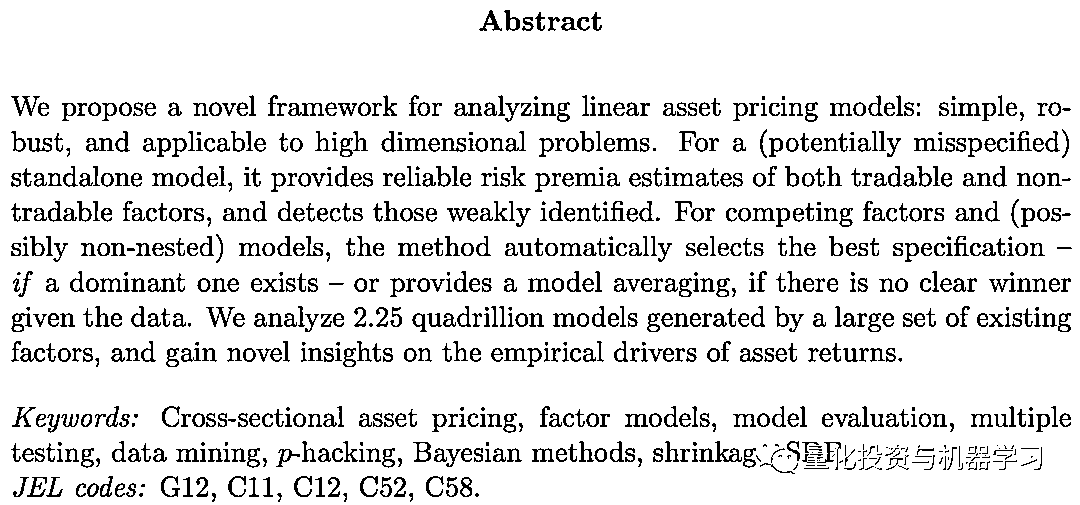 Abstract
We propose a novel framework for analyzing linear asset pricing models: simple, ro-
bust, and applicable to high dimensional problems. For a (potentially misspecified)
standalone model, it provides reliable risk premia estimates of both tradable and non-
tradable factors, and detects those weakly identified. For competing factors and (pos-
sibly non-nested) models, the method automatically selects the best specification –
if a dominant one exists – or provides a model averaging, if there is no clear winner
given the data. We analyze 2.25 quadrillion models generated by a large set of existing
factors, and gain novel insights on the empirical drivers of asset returns.
Keywords: Cross-sectional asset pricing, factor models, model evaluation, multiple
testing, data mining, p-hacking, Bayesian methods, shrinkag SDF
量化投资与机器学习
JEL codes: G12, C11, C12, C52, C58.